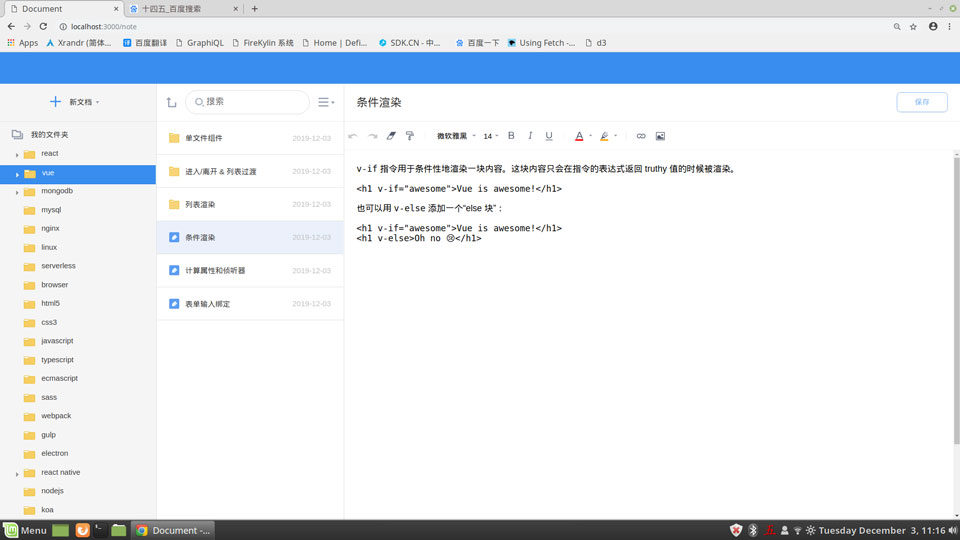 Document
十四五_百度搜索
localhost:3000/note
Apps
Xrandr (简体...
百度翻译
GraphiQL
FireKylin 系统
Home | Defi...
SDK.CN - 中...
百度一下
Using Fetch -...
d3
新文档
搜索
条件渲染
保存
我的文件夹
react
vue
mongodb
mysql
nginx
linux
serverless
browser
html5
css3
javascript
typescript
ecmascript
sass
webpack
gulp
electron
react native
nodejs
koa
单文件组件 2019-12-03
进入/离开 & 列表过渡 2019-12-03
列表渲染 2019-12-03
条件渲染 2019-12-03
计算属性和侦听器 2019-12-03
表单输入绑定 2019-12-03
微软雅黑 14 B I U A
v-if 指令用于条件性地渲染一块内容。这块内容只会在指令的表达式返回 truthy 值的时候被渲染。
<h1 v-if="awesome">Vue is awesome!</h1>
也可以用 v-else 添加一个“else 块”：
<h1 v-if="awesome">Vue is awesome!</h1>
<h1 v-else>Oh no 😢</h1>
Menu
Document -...
Tuesday December 3, 11:16